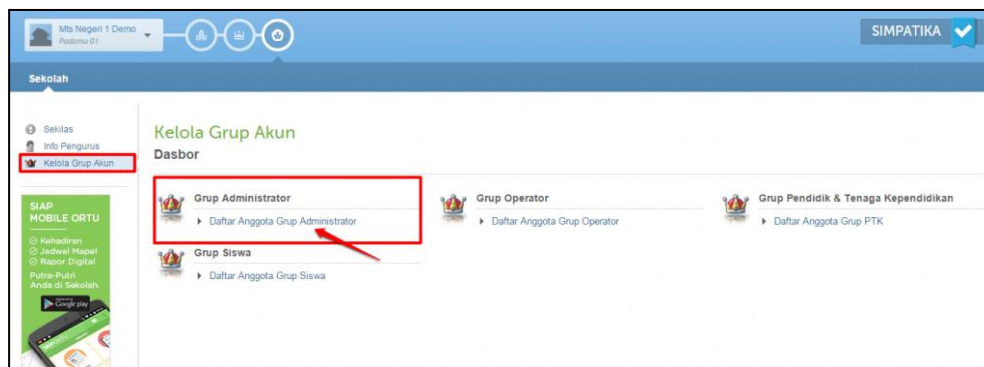 Mts Negeri 1 Demo
Pedomu 01
SIMPATIKA
Sekolah
Sekilas
Info Pengurus
Kelola Grup Akun
Kelola Grup Akun
Dasbor
Grup Administrator
Daftar Anggota Grup Administrator
Grup Operator
Daftar Anggota Grup Operator
Grup Pendidik & Tenaga Kependidikan
Daftar Anggota Grup PTK
Grup Siswa
Daftar Anggota Grup Siswa
SIAP
MOBILE ORTU
Kehadiran
Jadwal Mapel
Rapor Digital
Putra-Putri
Anda di Sekolah.
Google play